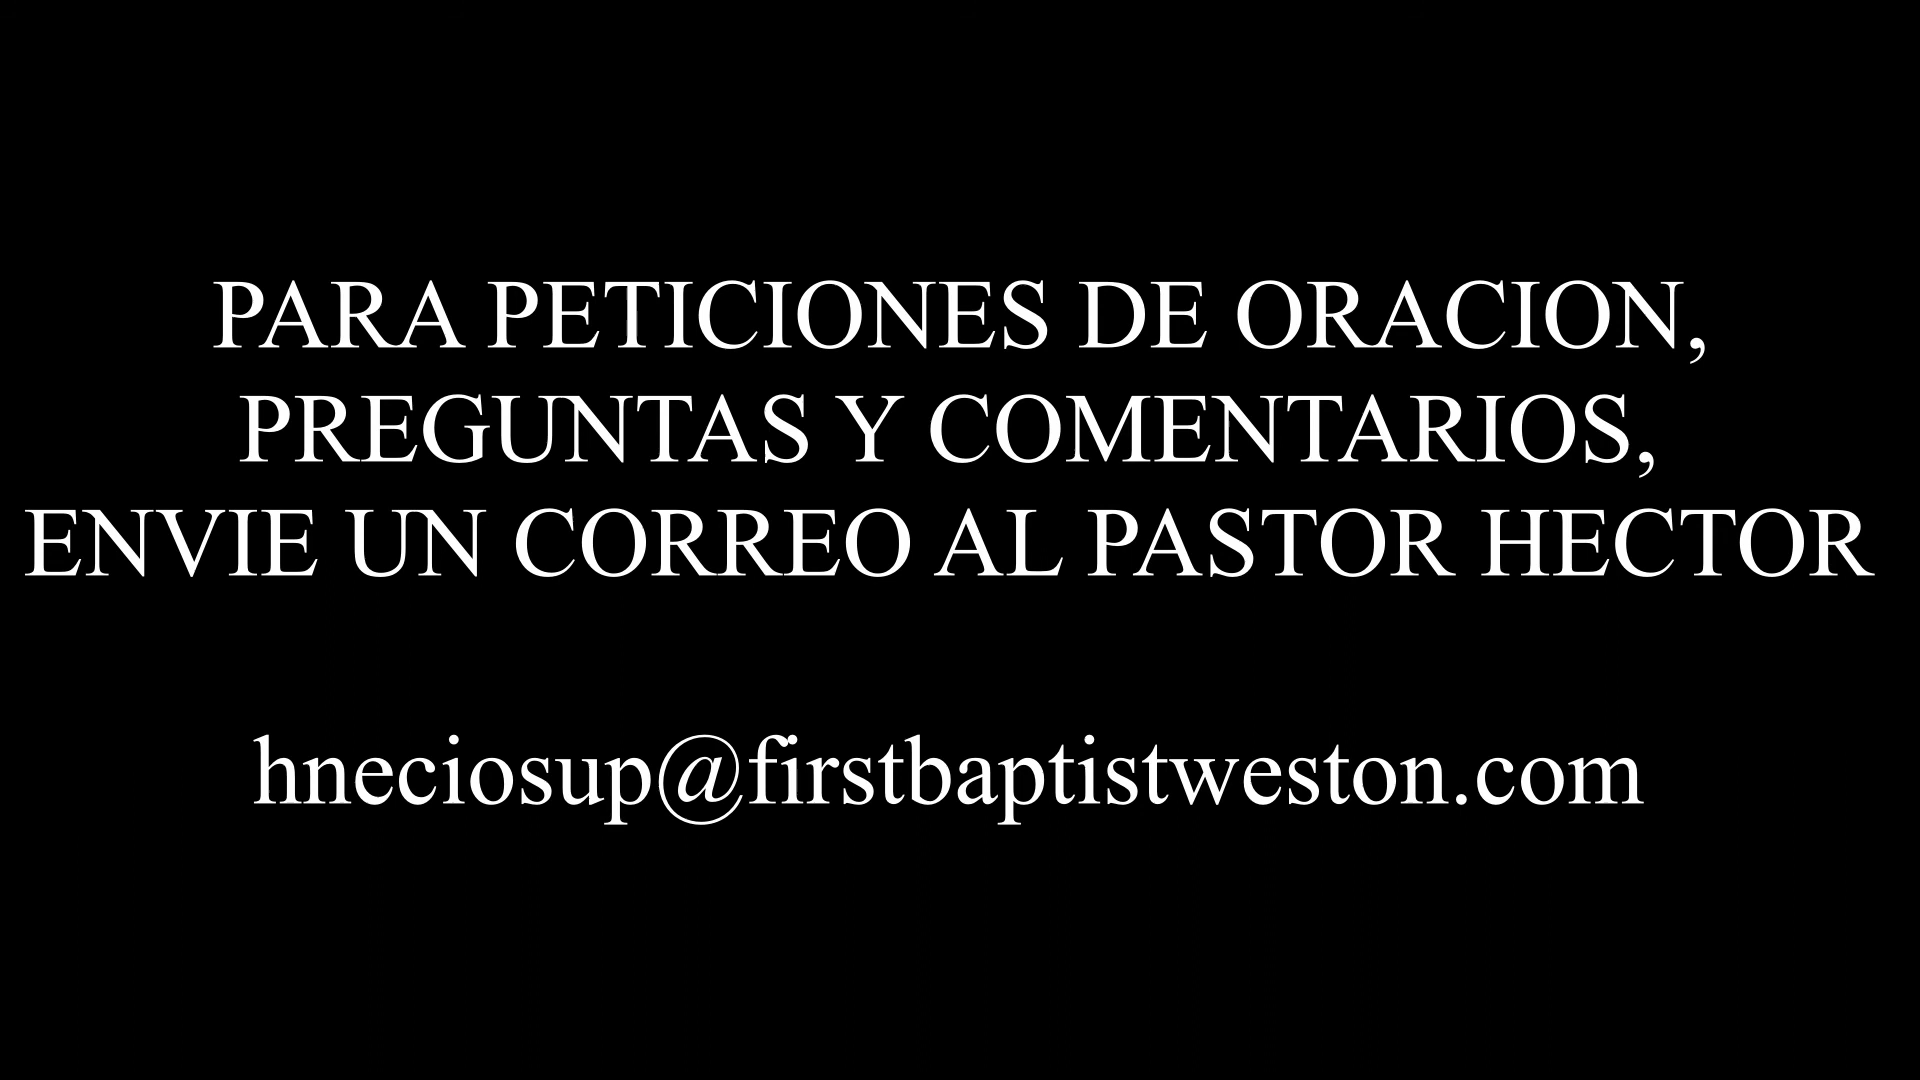 PARA PETICIONES DE ORACION,
PREGUNTAS Y COMENTARIOS,
ENVIE UN CORREO AL PASTOR HECTOR
hneciosup@firstbaptistweston.com